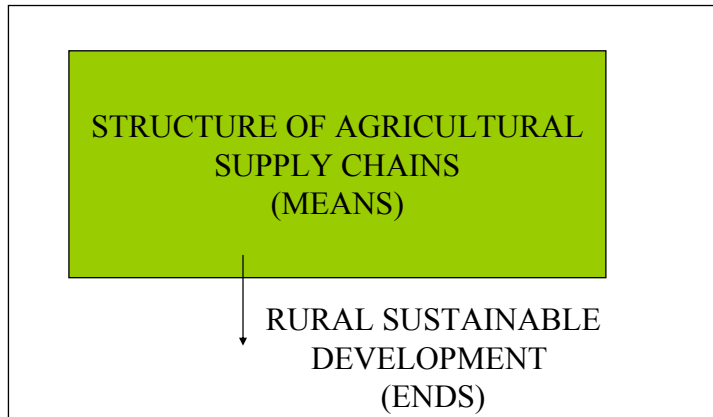 STRUCTURE OF AGRICULTURAL
SUPPLY CHAINS
(MEANS)
RURAL SUSTAINABLE
DEVELOPMENT
(ENDS)